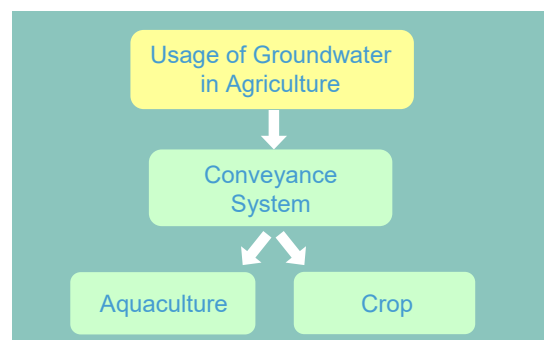 Usage of Groundwater
in Agriculture
Conveyance
System
Aquaculture
Crop